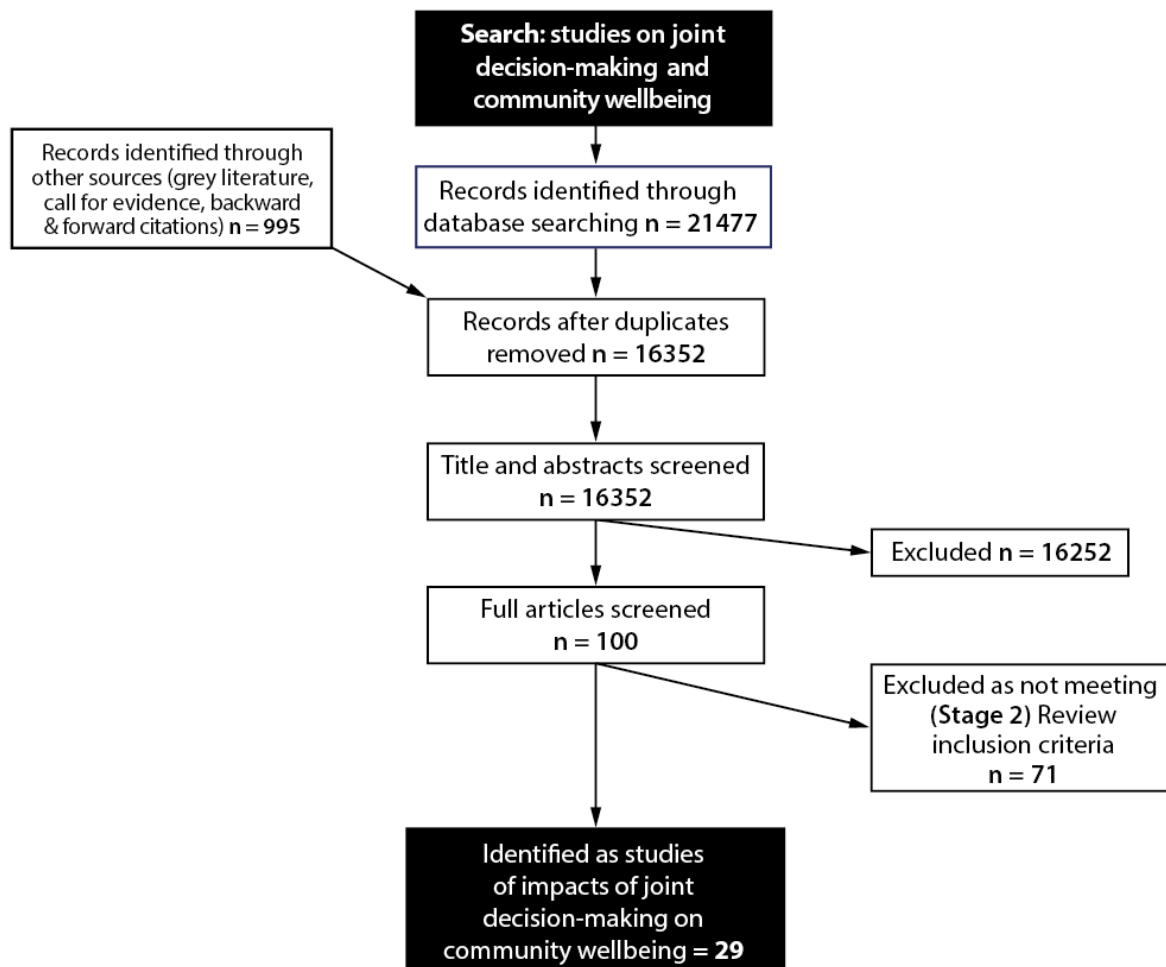 Search: studies on joint
decision-making and
community wellbeing
Records identified through
other sources (grey literature,
call for evidence, backward
& forward citations) n = 995
Records identified through
database searching n = 21477
Records after duplicates
removed n = 16352
Title and abstracts screened
n = 16352
Excluded n = 16252
Full articles screened
n = 100
Excluded as not meeting
(Stage 2) Review
inclusion criteria
n = 71
Identified as studies
of impacts of joint
decision-making on
community wellbeing = 29